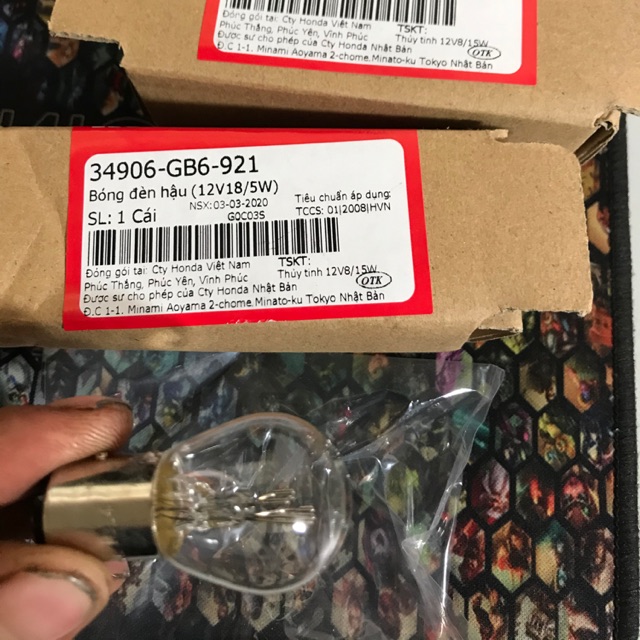 Đóng gói tại: Cty Honda Việt Nam
Phúc Thắng, Phúc Yên, Vĩnh Phúc
TSKT:
Thủy tinh 12V8/15W
Được sự cho phép của Cty Honda Nhật Bản
Đ.C 1-1. Minami Aoyama 2-chome.Minato-ku Tokyo Nhật Bản
OTK
34906-GB6-921
Bóng đèn hậu (12V18/5W)
NSX:03-03-2020
Tiêu chuẩn áp dụng:
SL: 1 Cái
G0C03S
TCCS: 01|2008|HVN
Đóng gói tại: Cty Honda Việt Nam
TSKT:
Phúc Thắng, Phúc Yên, Vĩnh Phúc
Thủy tinh 12V8/15W
Được sự cho phép của Cty Honda Nhật Bản
OTK
Đ.C 1-1. Minami Aoyama 2-chome.Minato-ku Tokyo Nhật Bản